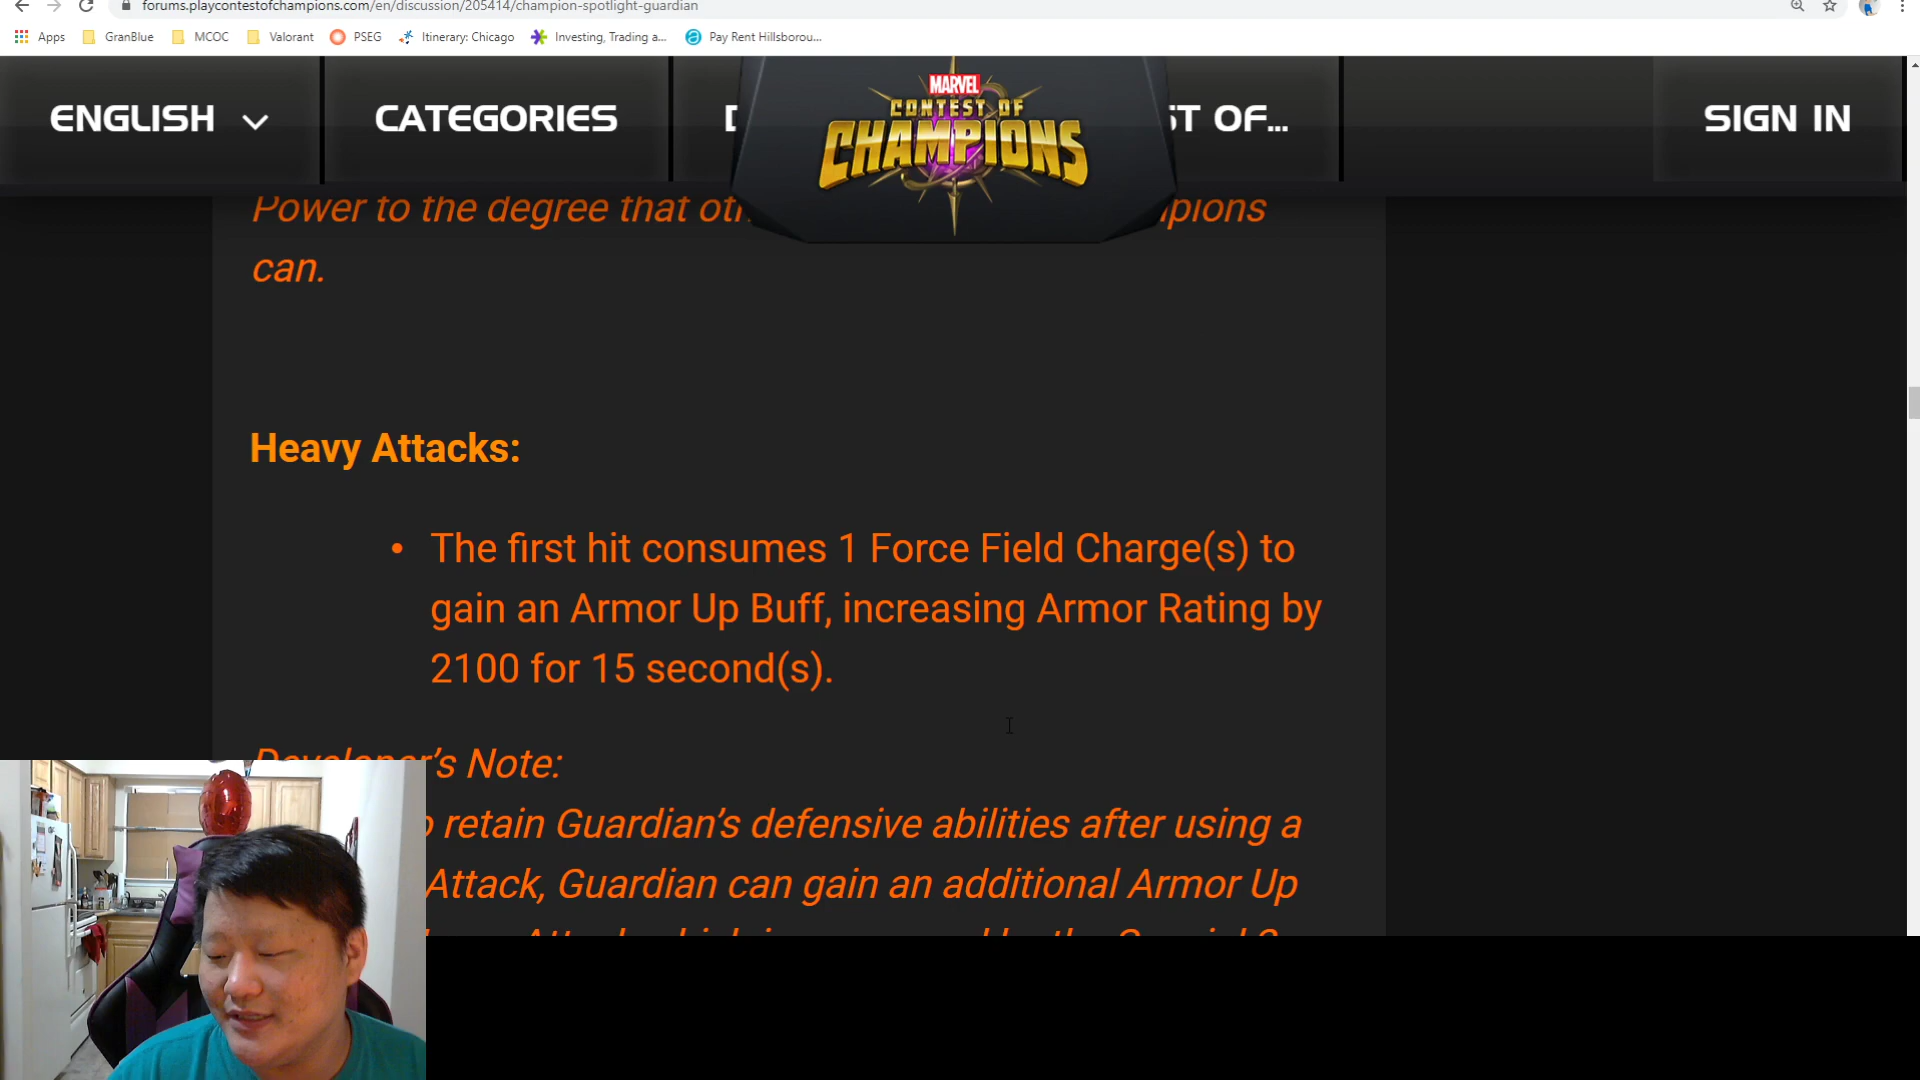 forums.playcontestofchampions.com/en/discussion/205414/champion-spotlight-guardian
Apps GranBlue MCOC Valorant PSEG Itinerary: Chicago Investing, Trading a... Pay Rent Hillsborou...
ENGLISH CATEGORIES D MARVEL CONTEST OF CHAMPIONS ST OF... SIGN IN
Power to the degree that
can.
Heavy Attacks:
• The first hit consumes 1 Force Field Charge(s) to
gain an Armor Up Buff, increasing Armor Rating by
2100 for 15 second(s).
Developer's Note:
retain Guardian's defensive abilities after using a
Attack, Guardian can gain an additional Armor Up